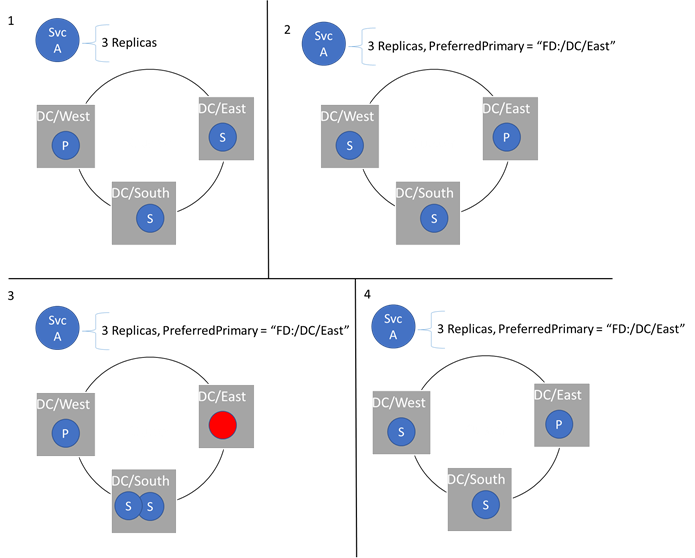 1
Svc
A
3 Replicas
DC/West
P
DC/East
S
DC/South
S
2
Svc
A
3 Replicas, PreferredPrimary = “FD:/DC/East”
DC/West
S
DC/East
P
DC/South
S
3
Svc
A
3 Replicas, PreferredPrimary = “FD:/DC/East”
DC/West
P
DC/East
DC/South
S S
4
Svc
A
3 Replicas, PreferredPrimary = “FD:/DC/East”
DC/West
S
DC/East
P
DC/South
S